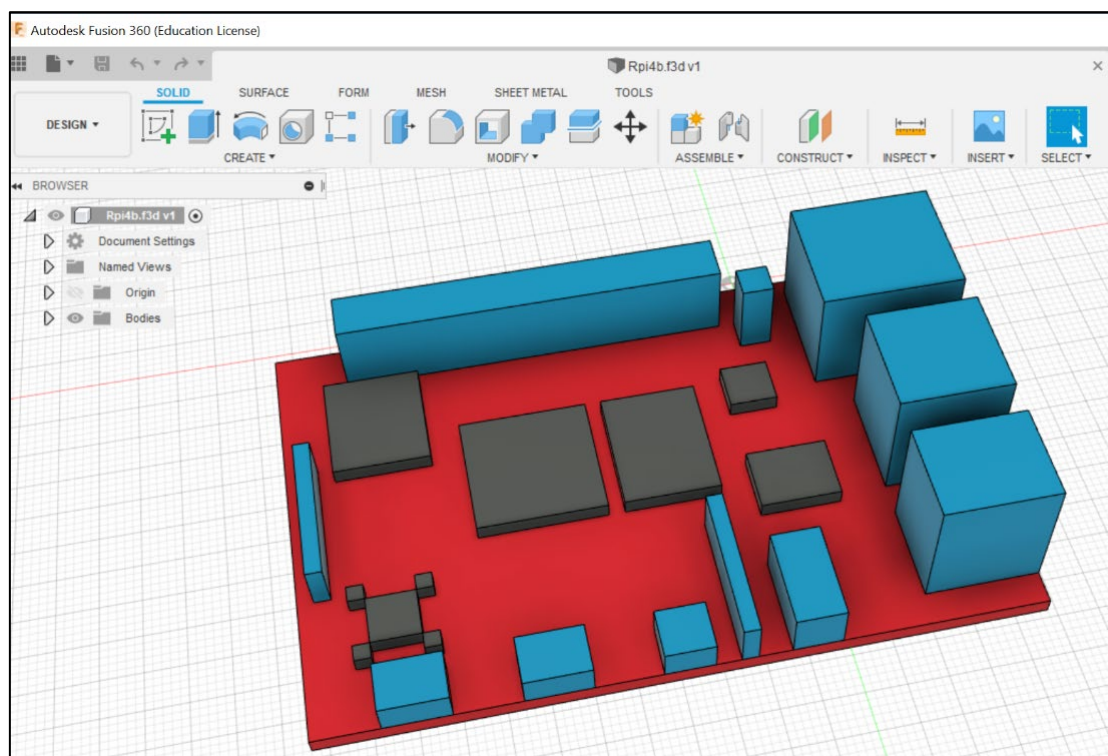 Autodesk Fusion 360 (Education License)
Rpi4b.f3d v1
SOLID SURFACE FORM MESH SHEET METAL TOOLS
DESIGN
CREATE MODIFY ASSEMBLE CONSTRUCT INSPECT INSERT SELECT
BROWSER
Rpi4b.f3d v1
Document Settings
Named Views
Origin
Bodies